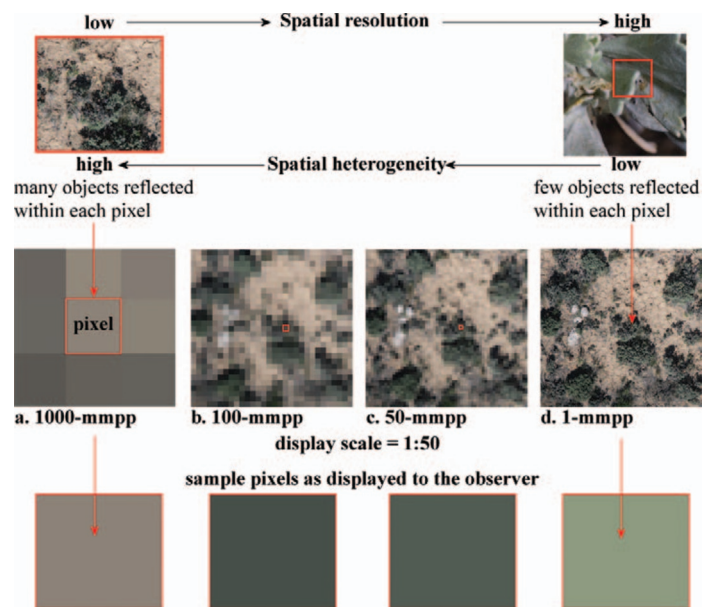 low Spatial resolution high
high Spatial heterogeneity low
many objects reflected
within each pixel
few objects reflected
within each pixel
pixel
a. 1000-mmpp b. 100-mmpp c. 50-mmpp d. 1-mmpp
display scale = 1:50
sample pixels as displayed to the observer